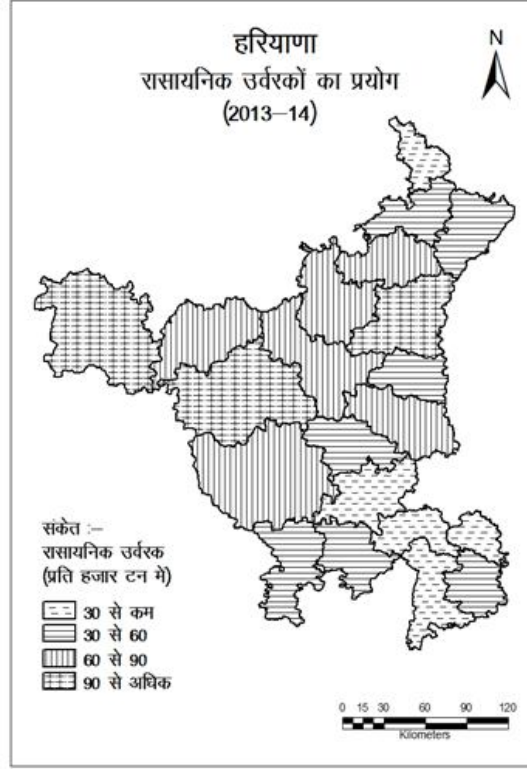 हरियाणा
रासायनिक उर्वरकों का प्रयोग
(2013–14)
N
संकेत :–
रासायनिक उर्वरक
(प्रति हजार टन मे)
30 से कम
30 से 60
60 से 90
90 से अधिक
0 15 30 60 90 120
Kilometers